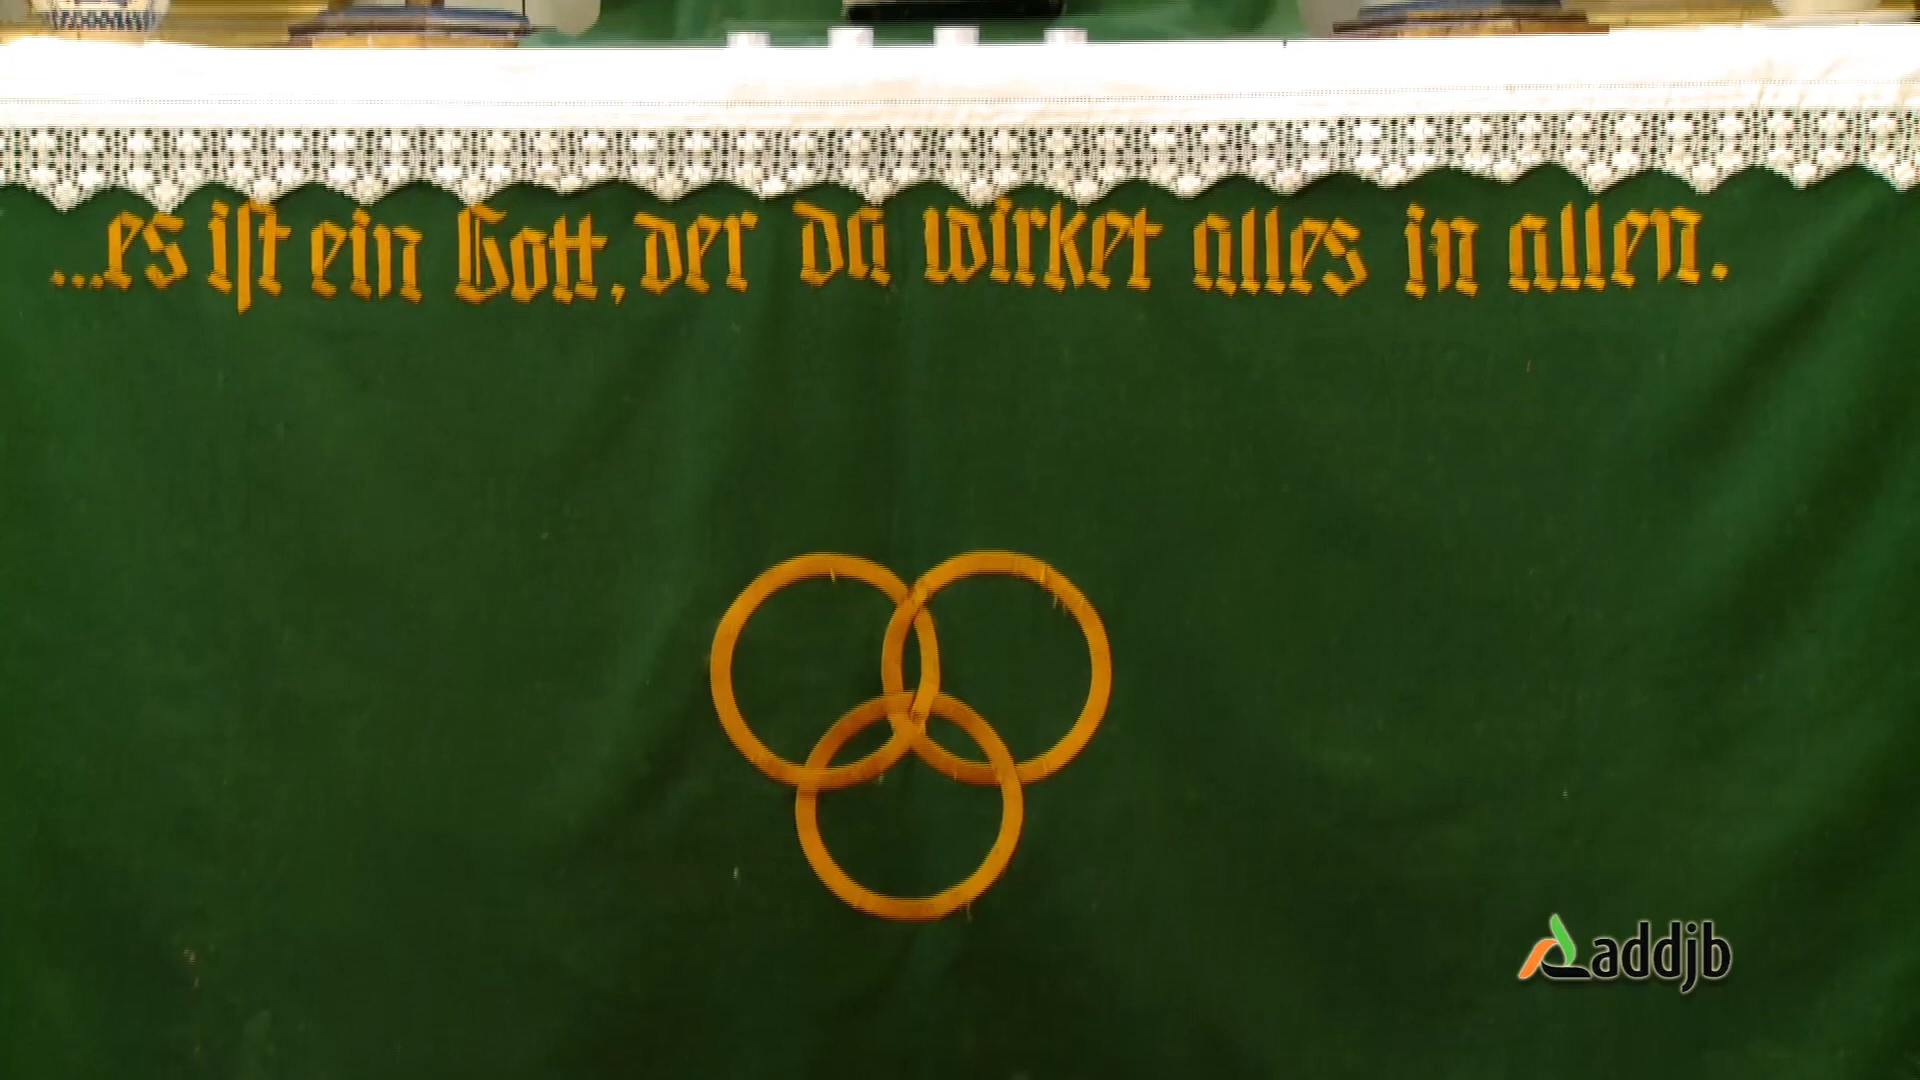 ...es iſt ein Gott, der da wirket alles in allen.
addjb